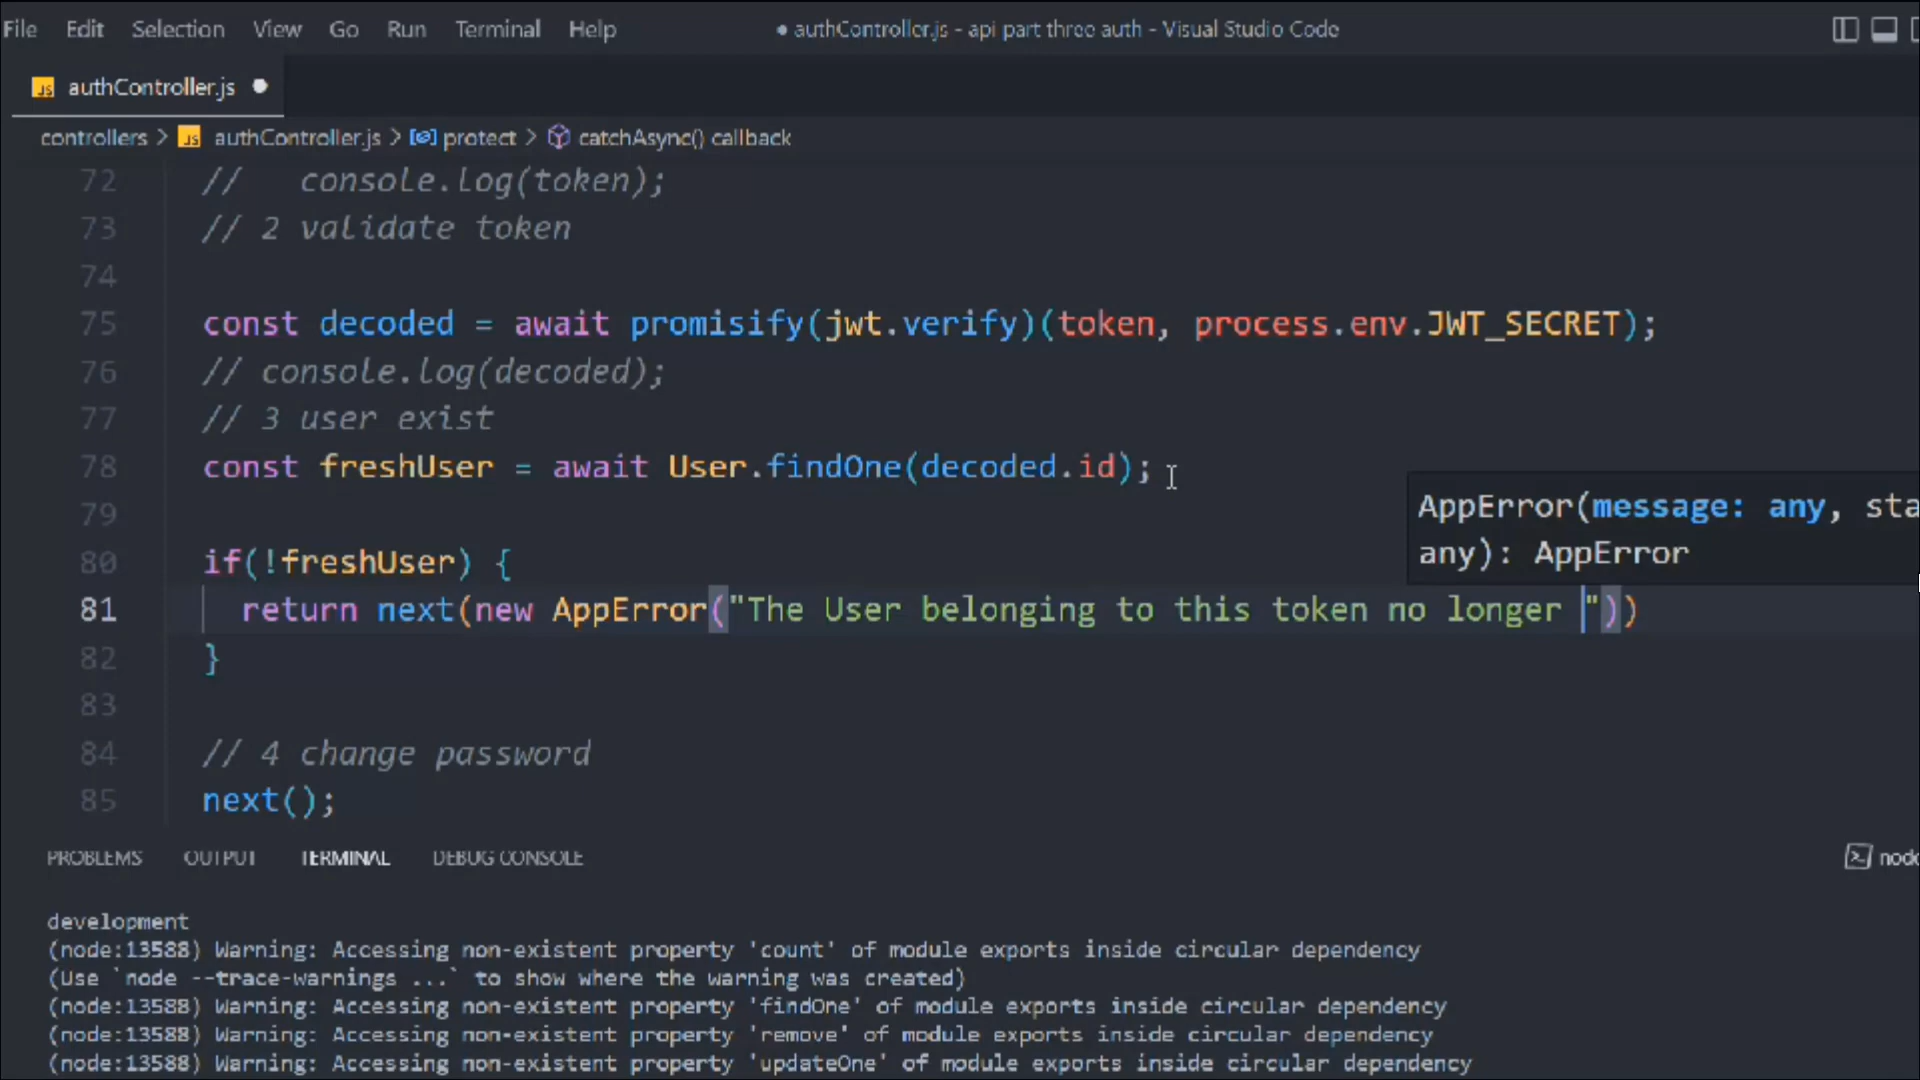 File Edit Selection View Go Run Terminal Help ● authController.js - api part three auth - Visual Studio Code
JS authController.js ●
controllers > JS authController.js > protect > catchAsync() callback
72 //   console.log(token);
73 // 2 validate token
74
75 const decoded = await promisify(jwt.verify)(token, process.env.JWT_SECRET);
76 // console.log(decoded);
77 // 3 user exist
78 const freshUser = await User.findOne(decoded.id);
79
AppError(message: any, sta
any): AppError
80 if(!freshUser) {
81 return next(new AppError("The User belonging to this token no longer "))
82 }
83
84 // 4 change password
85 next();
PROBLEMS OUTPUT TERMINAL DEBUG CONSOLE node
development
(node:13588) Warning: Accessing non-existent property 'count' of module exports inside circular dependency
(Use `node --trace-warnings ...` to show where the warning was created)
(node:13588) Warning: Accessing non-existent property 'findOne' of module exports inside circular dependency
(node:13588) Warning: Accessing non-existent property 'remove' of module exports inside circular dependency
(node:13588) Warning: Accessing non-existent property 'updateOne' of module exports inside circular dependency